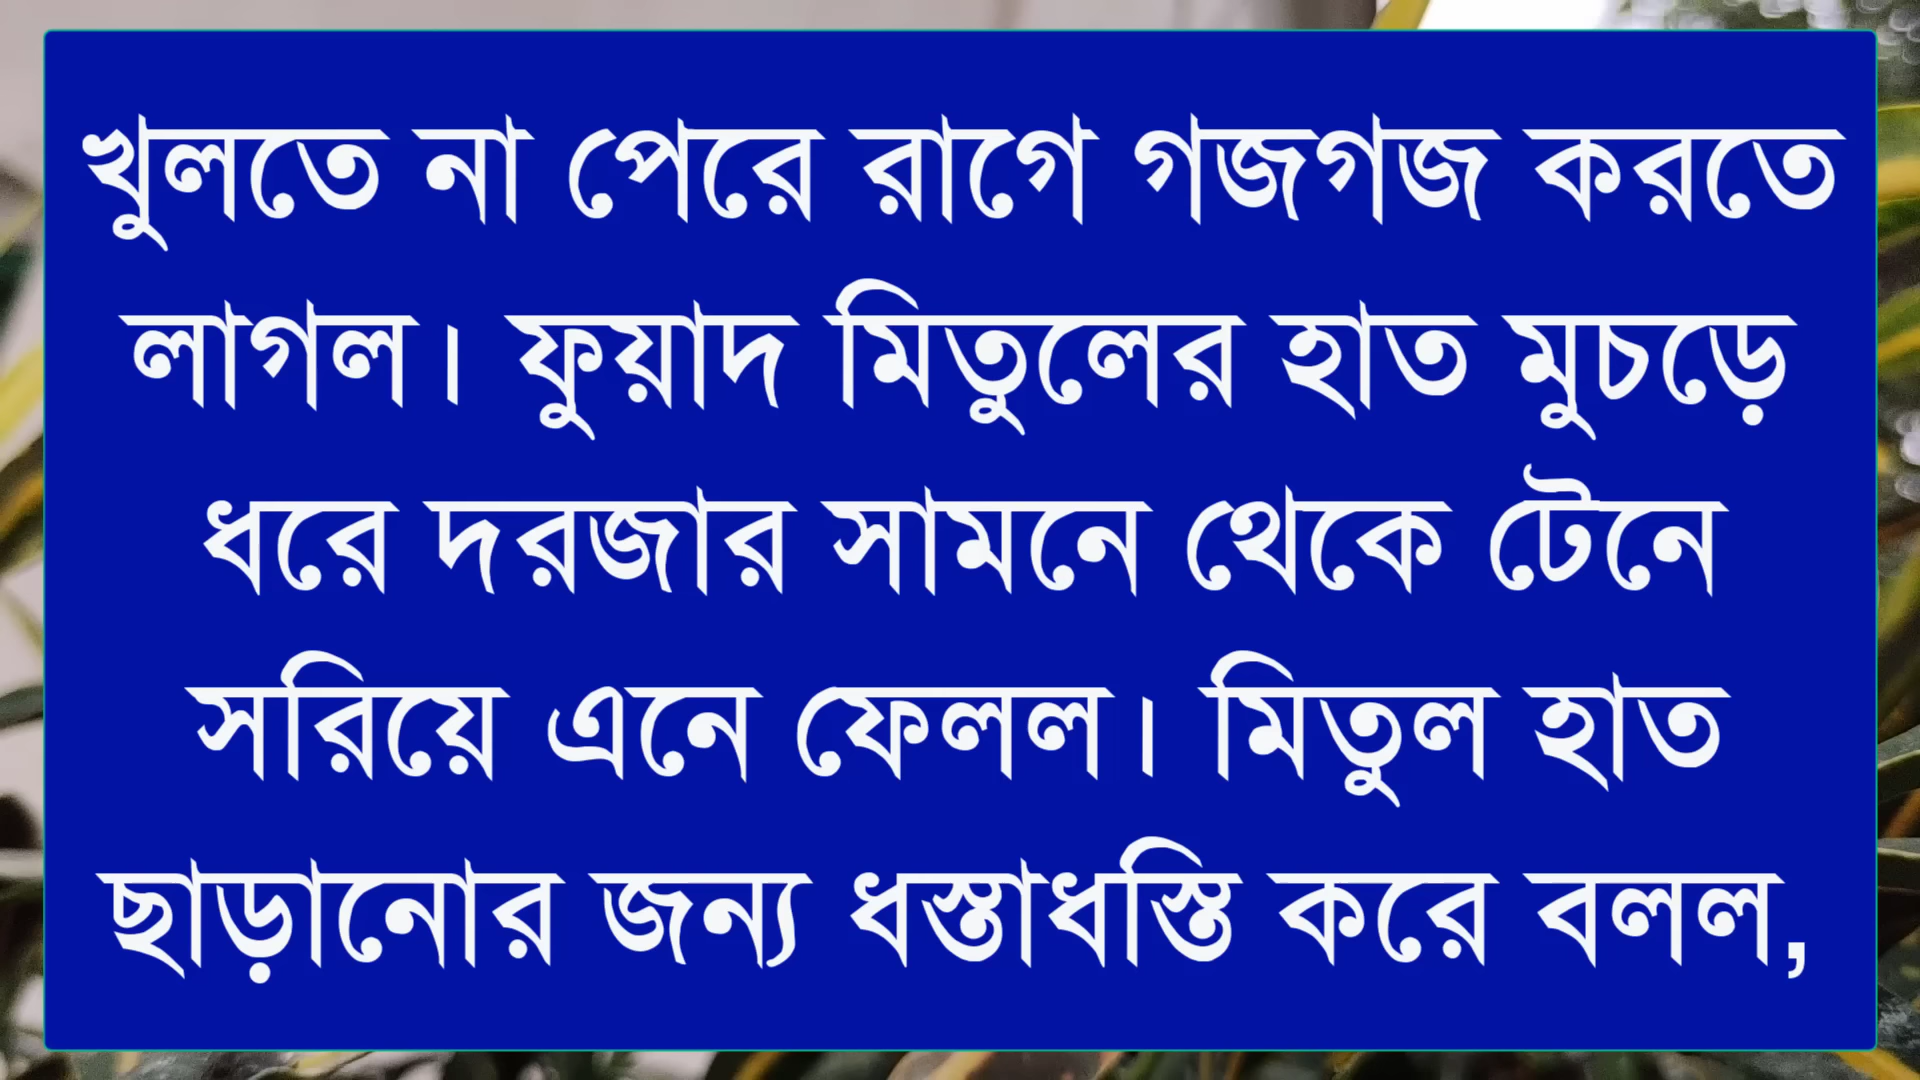 খুলতে না পেরে রাগে গজগজ করতে
লাগল। ফুয়াদ মিতুলের হাত মুচড়ে
ধরে দরজার সামনে থেকে টেনে
সরিয়ে এনে ফেলল। মিতুল হাত
ছাড়ানোর জন্য ধস্তাধস্তি করে বলল,